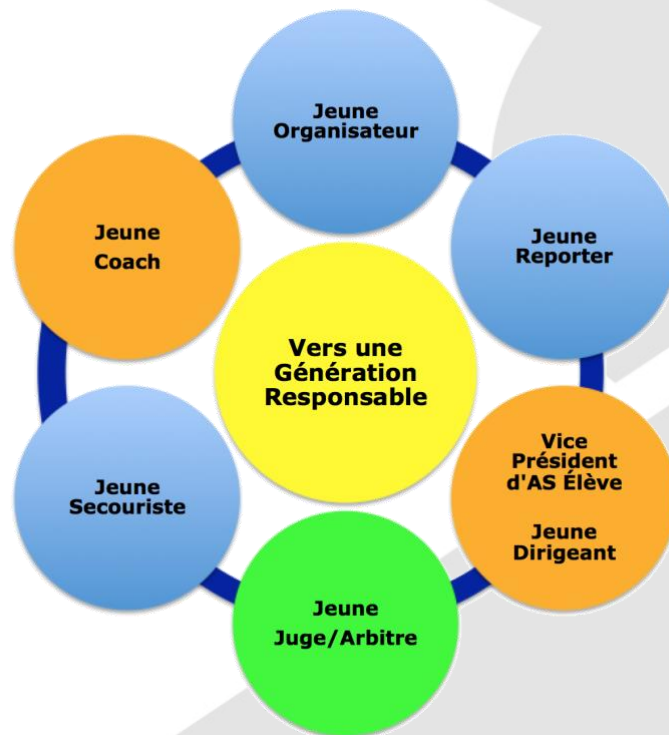 Jeune
Organisateur
Jeune
Reporter
Vice
Président
d'AS Élève
Jeune
Dirigeant
Jeune
Juge/Arbitre
Jeune
Secouriste
Jeune
Coach
Vers une
Génération
Responsable